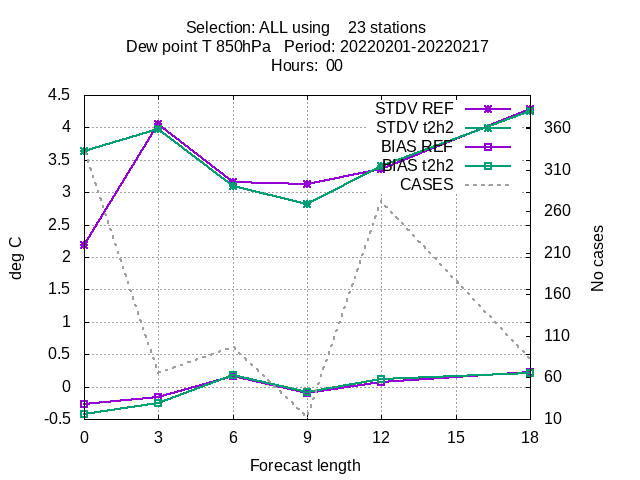 Selection: ALL using 23 stations
Dew point T 850hPa Period: 20220201-20220217
Hours: 00
4.5
4
3.5
3
2.5
2
1.5
1
0.5
0
-0.5
deg C
STDV REF
STDV t2h2
BIAS REF
BIAS t2h2
CASES
360
310
260
210
160
110
60
10
No cases
0 3 6 9 12 15 18
Forecast length